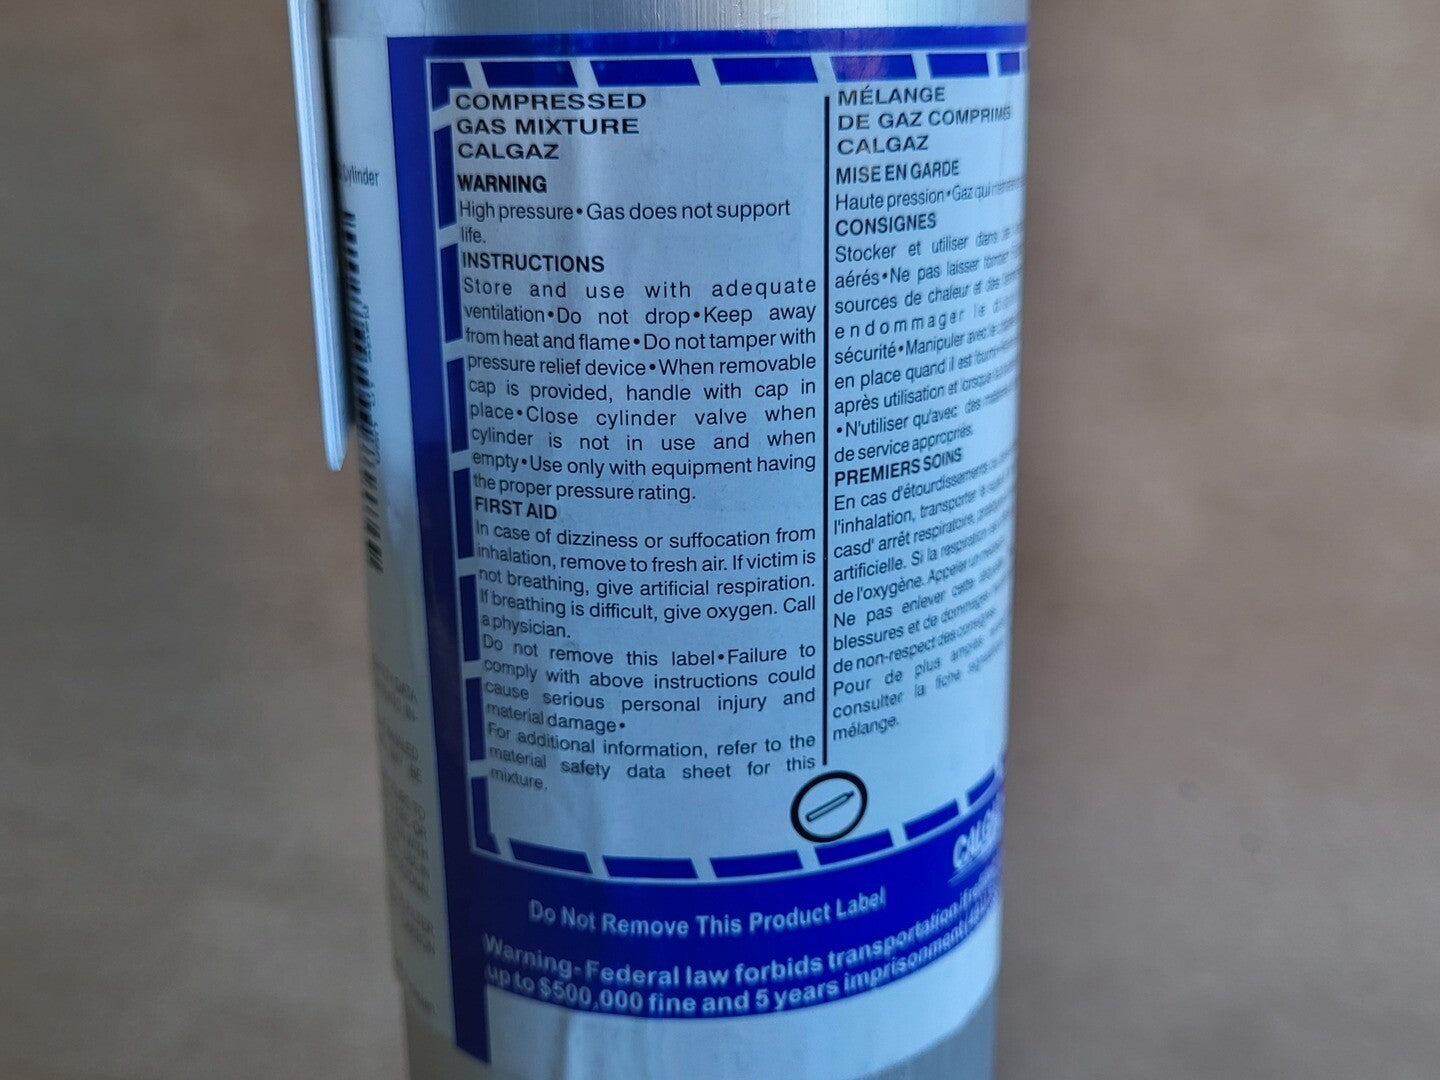 Cylinder
COMPRESSED
GAS MIXTURE
CALGAZ
WARNING
High pressure•Gas does not support
life.
INSTRUCTIONS
Store and use with adequate
ventilation•Do not drop•Keep away
from heat and flame•Do not tamper with
pressure relief device•When removable
cap is provided, handle with cap in
place•Close cylinder valve when
cylinder is not in use and when
empty•Use only with equipment having
the proper pressure rating.
FIRST AID
In case of dizziness or suffocation from
inhalation, remove to fresh air. If victim is
not breathing, give artificial respiration.
If breathing is difficult, give oxygen. Call
a physician.
Do not remove this label•Failure to
comply with above instructions could
cause serious personal injury and
material damage•
For additional information, refer to the
material safety data sheet for this
mixture.
MÉLANGE
DE GAZ COMPRIMÉ
CALGAZ
MISE EN GARDE
Haute pression•Gaz qui
CONSIGNES
Stocker et utiliser dans
aérés•Ne pas laisser
sources de chaleur et des
endommager le
sécurité•Manipuler avec le
en place quand il est
après utilisation et
•N'utiliser qu'avec des
de service appropriés.
PREMIERS SOINS
En cas d'étourdissements
l'inhalation, transporter
casd' arrêt respiratoire,
artificielle. Si la respiration
de l'oxygène. Appeler un
Ne pas enlever cette
blessures et de dommages
de non-respect des consignes
Pour de plus amples
consulter la fiche
mélange.
CALGAZ
Do Not Remove This Product Label
Warning- Federal law forbids transportation if
up to $500,000 fine and 5 years imprisonment